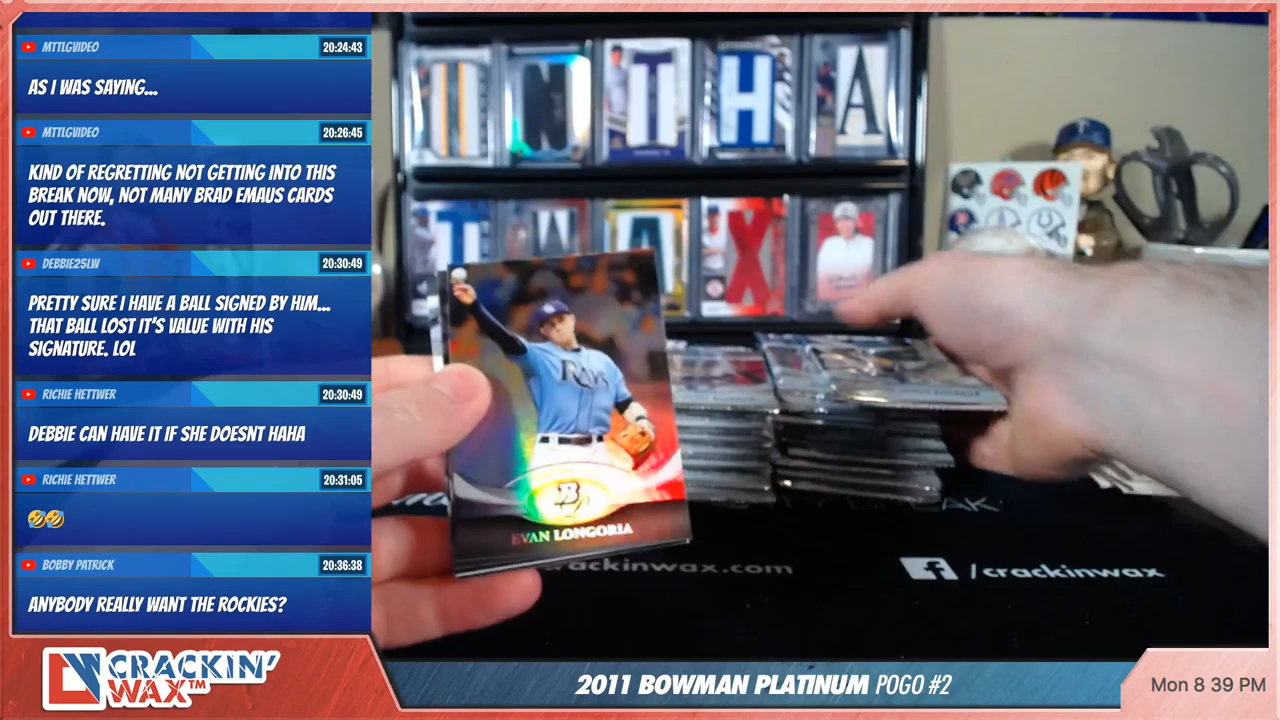 MTTLGVIDEO
20:24:43
AS I WAS SAYING...
MTTLGVIDEO
20:26:45
KIND OF REGRETTING NOT GETTING INTO THIS
BREAK NOW, NOT MANY BRAD EMAUS CARDS
OUT THERE.
DEBBIE25LW
20:30:49
PRETTY SURE I HAVE A BALL SIGNED BY HIM...
THAT BALL LOST IT'S VALUE WITH HIS
SIGNATURE. LOL
RICHIE HETTWER
20:30:49
DEBBIE CAN HAVE IT IF SHE DOESNT HAHA
RICHIE HETTWER
20:31:05
🤣🤣
BOBBY PATRICK
20:36:38
ANYBODY REALLY WANT THE ROCKIES?
CRACKIN'
WAX™
I N T H A
T W A X
RAYS
B
EVAN LONGORIA
BREAK
crackinwax.com
f /crackinwax
2011 BOWMAN PLATINUM POGO #2
Mon 8 39 PM